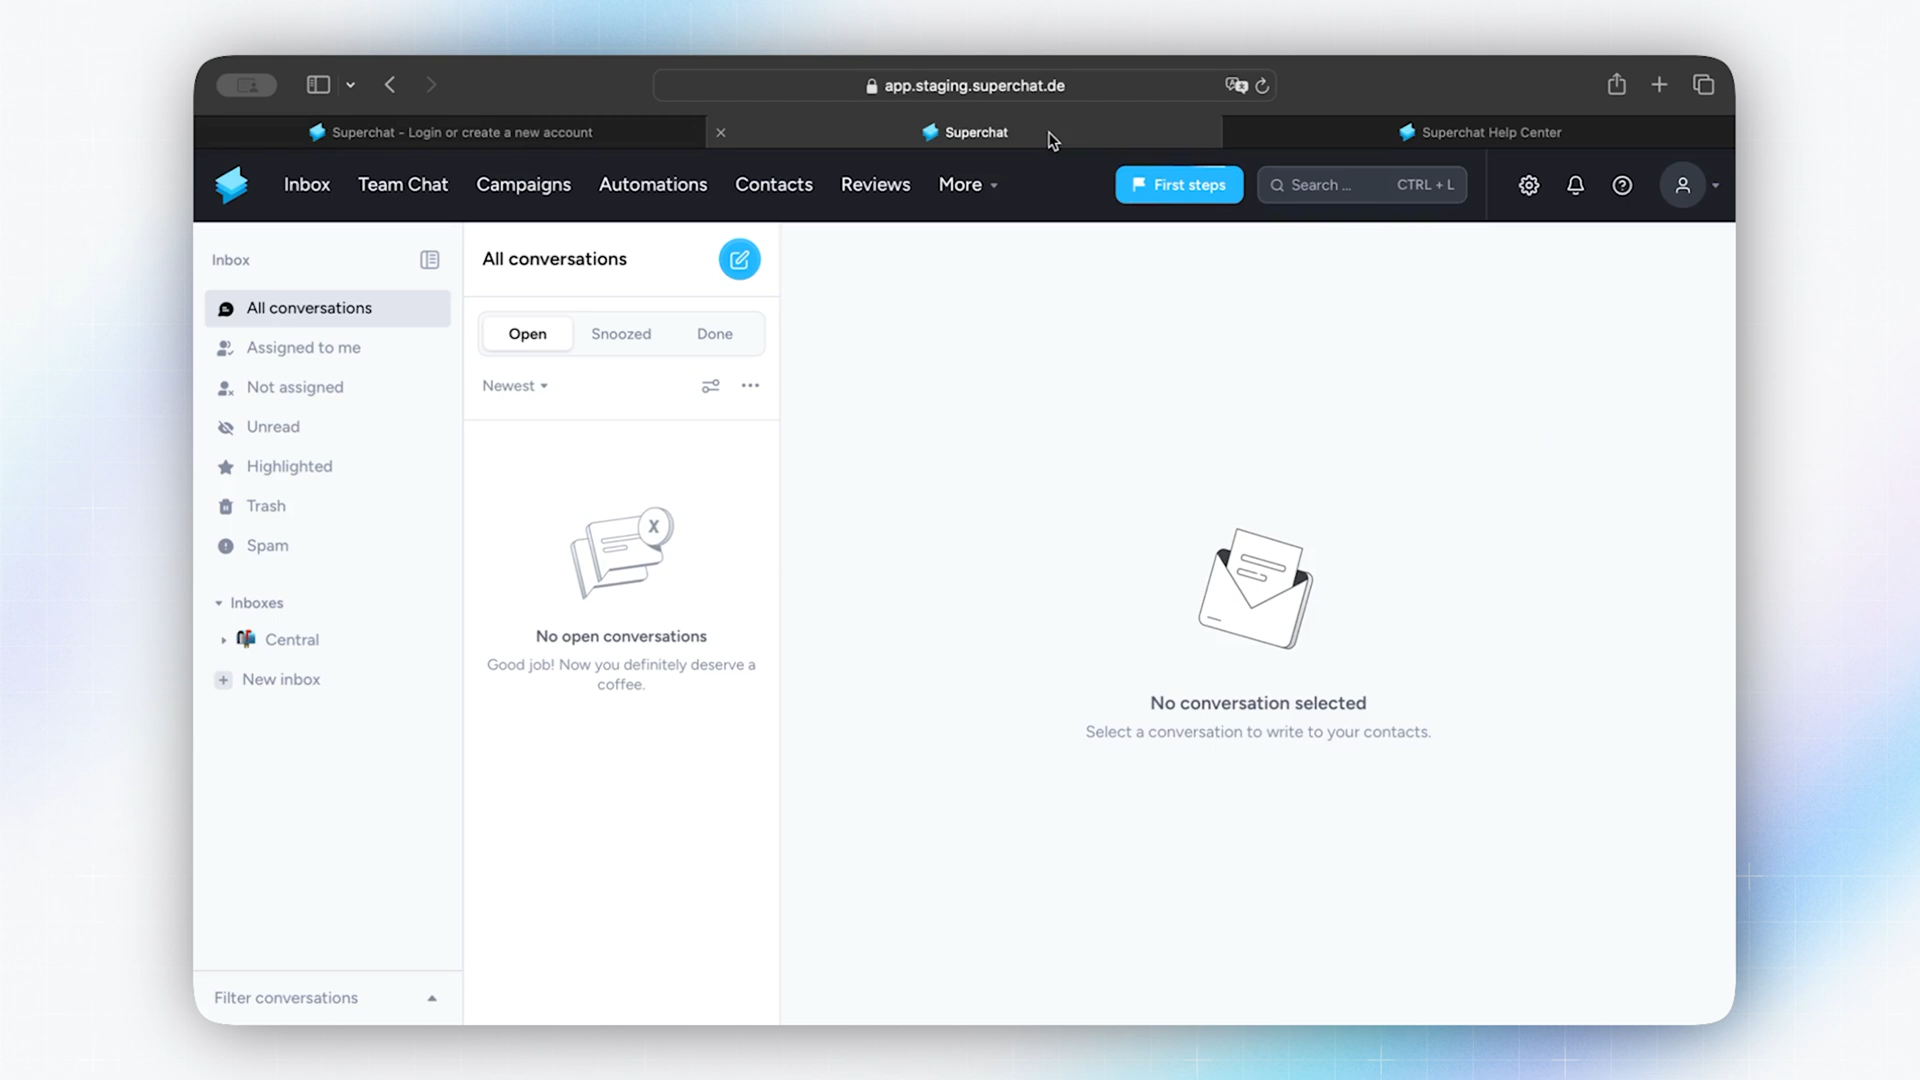 app.staging.superchat.de
Superchat - Login or create a new account
Superchat
Superchat Help Center
Inbox
Team Chat
Campaigns
Automations
Contacts
Reviews
More
First steps
Search ...
CTRL + L
Inbox
All conversations
Assigned to me
Not assigned
Unread
Highlighted
Trash
Spam
Inboxes
Central
New inbox
Filter conversations
All conversations
Open
Snoozed
Done
Newest
X
No open conversations
Good job! Now you definitely deserve a
coffee.
No conversation selected
Select a conversation to write to your contacts.